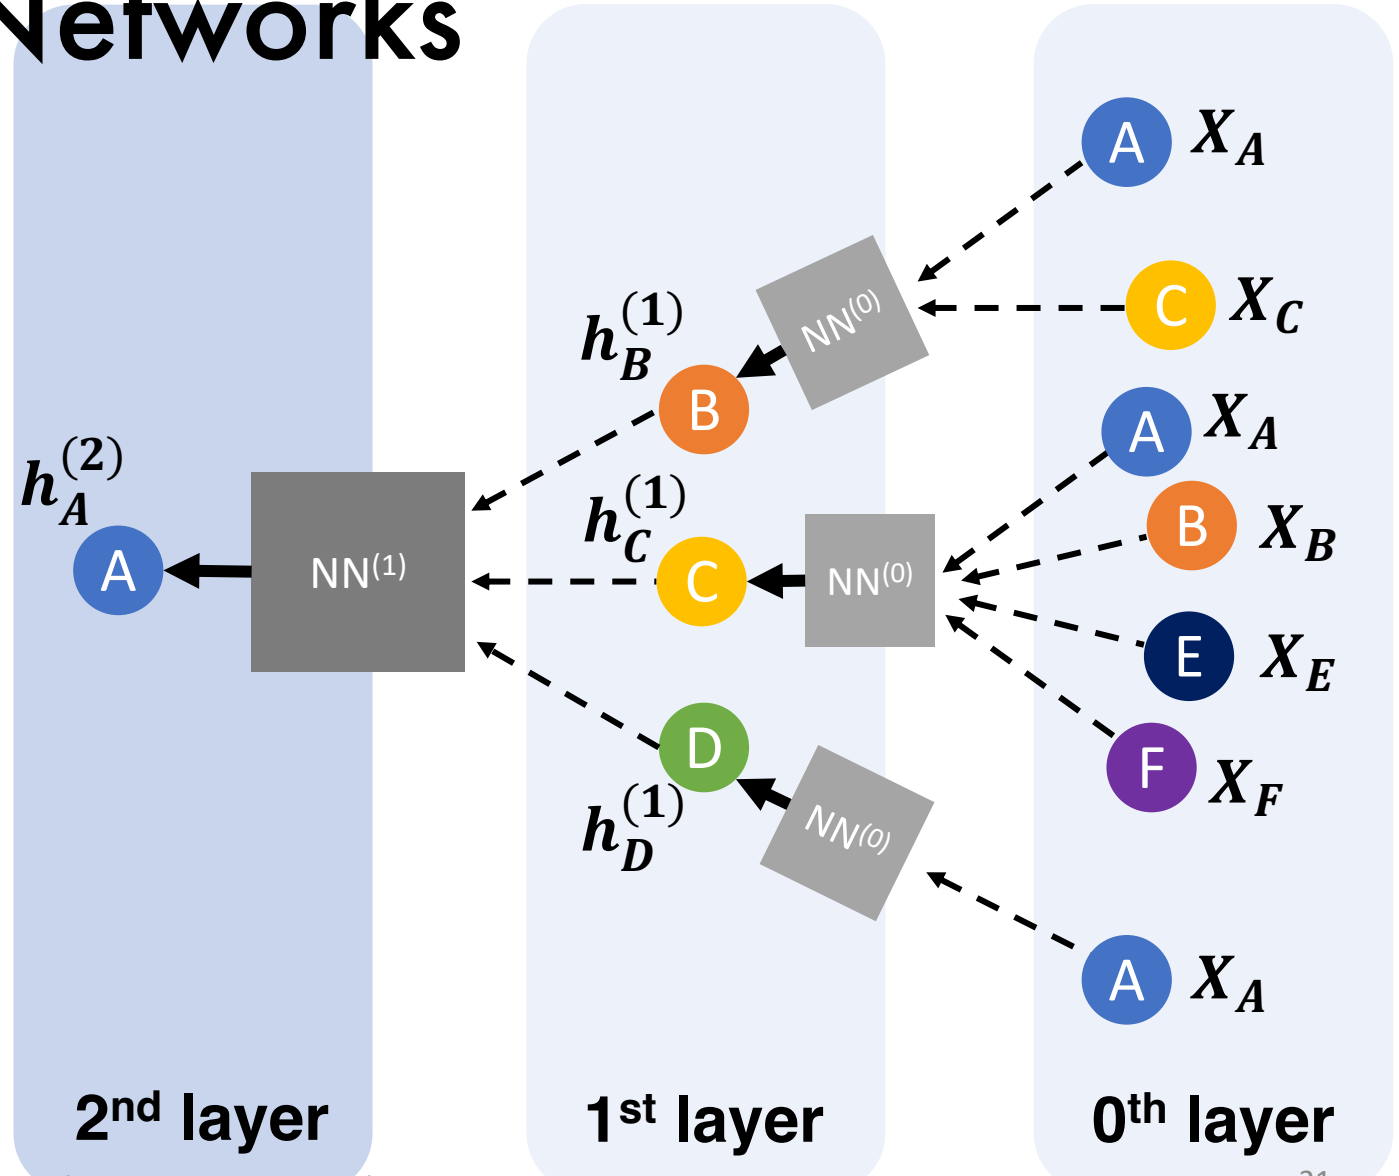 Networks
A X_A
C X_C
NN^(0)
h_B^(1)
B
A X_A
h_A^(2)
A
NN^(1)
h_C^(1)
C
NN^(0)
B X_B
E X_E
D
h_D^(1)
NN^(0)
F X_F
A X_A
2nd layer
1st layer
0th layer